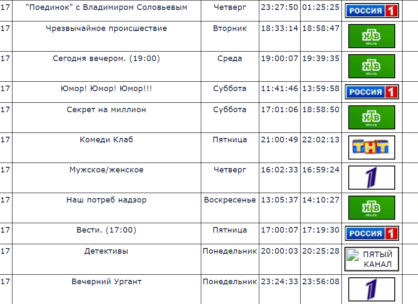 17 "Поединок" с Владимиром Соловьевым Четверг 23:27:50 01:25:25 РОССИЯ 1
17 Чрезвычайное происшествие Вторник 18:33:14 18:58:47 НТВ
17 Сегодня вечером. (19:00) Среда 19:00:07 19:39:35 НТВ
17 Юмор! Юмор! Юмор!!! Суббота 11:41:46 13:59:58 РОССИЯ 1
17 Секрет на миллион Суббота 17:01:06 18:58:50 НТВ
17 Комеди Клаб Пятница 21:00:49 22:02:13 ТНТ
17 Мужское/женское Четверг 16:02:33 16:59:24 1
17 Наш потреб надзор Воскресенье 13:05:37 14:10:27 НТВ
17 Вести. (17:00) Пятница 17:00:07 17:19:30 РОССИЯ 1
17 Детективы Понедельник 20:00:03 20:25:28 ПЯТЫЙ
КАНАЛ
17 Вечерний Ургант Понедельник 23:24:33 23:56:08 1